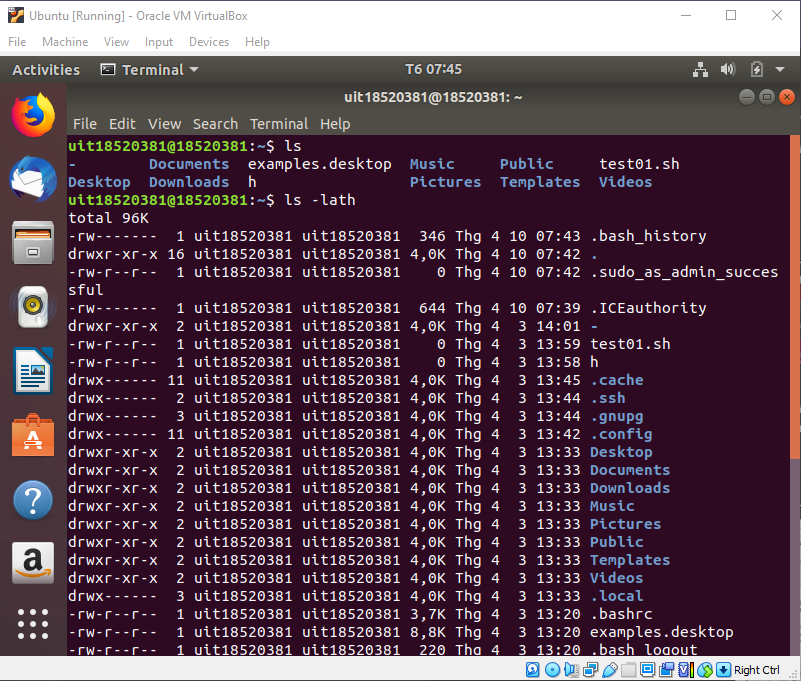 Ubuntu [Running] - Oracle VM VirtualBox
File Machine View Input Devices Help
Activities Terminal T6 07:45
uit18520381@18520381: ~
File Edit View Search Terminal Help
uit18520381@18520381:~$ ls
- Documents examples.desktop Music Public test01.sh
Desktop Downloads h Pictures Templates Videos
uit18520381@18520381:~$ ls -lath
total 96K
-rw------- 1 uit18520381 uit18520381 346 Thg 4 10 07:43 .bash_history
drwxr-xr-x 16 uit18520381 uit18520381 4,0K Thg 4 10 07:42 .
-rw-r--r-- 1 uit18520381 uit18520381 0 Thg 4 10 07:42 .sudo_as_admin_succes
sful
-rw------- 1 uit18520381 uit18520381 644 Thg 4 10 07:39 .ICEauthority
drwxr-xr-x 2 uit18520381 uit18520381 4,0K Thg 4 3 14:01 -
-rw-r--r-- 1 uit18520381 uit18520381 0 Thg 4 3 13:59 test01.sh
-rw-r--r-- 1 uit18520381 uit18520381 0 Thg 4 3 13:58 h
drwx------ 11 uit18520381 uit18520381 4,0K Thg 4 3 13:45 .cache
drwx------ 2 uit18520381 uit18520381 4,0K Thg 4 3 13:44 .ssh
drwx------ 3 uit18520381 uit18520381 4,0K Thg 4 3 13:44 .gnupg
drwx------ 11 uit18520381 uit18520381 4,0K Thg 4 3 13:42 .config
drwxr-xr-x 2 uit18520381 uit18520381 4,0K Thg 4 3 13:33 Desktop
drwxr-xr-x 2 uit18520381 uit18520381 4,0K Thg 4 3 13:33 Documents
drwxr-xr-x 2 uit18520381 uit18520381 4,0K Thg 4 3 13:33 Downloads
drwxr-xr-x 2 uit18520381 uit18520381 4,0K Thg 4 3 13:33 Music
drwxr-xr-x 2 uit18520381 uit18520381 4,0K Thg 4 3 13:33 Pictures
drwxr-xr-x 2 uit18520381 uit18520381 4,0K Thg 4 3 13:33 Public
drwxr-xr-x 2 uit18520381 uit18520381 4,0K Thg 4 3 13:33 Templates
drwxr-xr-x 2 uit18520381 uit18520381 4,0K Thg 4 3 13:33 Videos
drwx------ 3 uit18520381 uit18520381 4,0K Thg 4 3 13:33 .local
-rw-r--r-- 1 uit18520381 uit18520381 3,7K Thg 4 3 13:20 .bashrc
-rw-r--r-- 1 uit18520381 uit18520381 8,8K Thg 4 3 13:20 examples.desktop
-rw-r--r-- 1 uit18520381 uit18520381 220 Thg 4 3 13:20 .bash_logout
Right Ctrl